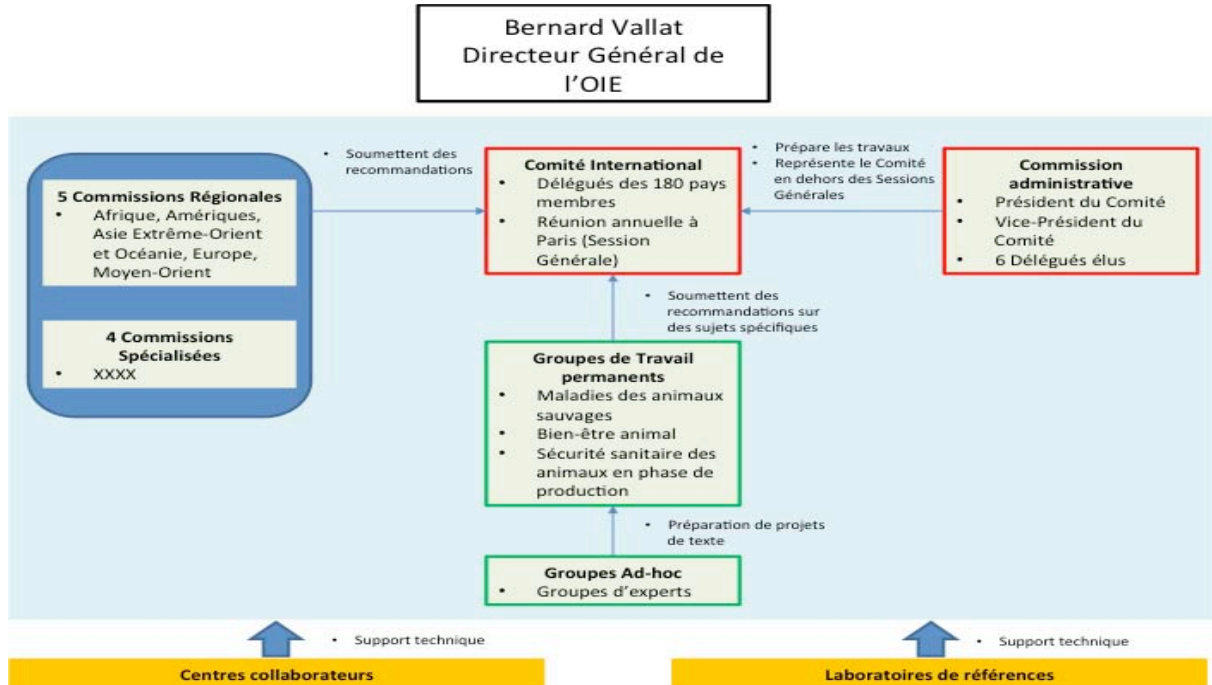 Bernard Vallat
Directeur Général de
l'OIE
• Soumettent des
recommandations
5 Commissions Régionales
• Afrique, Amériques,
Asie Extrême-Orient
et Océanie, Europe,
Moyen-Orient
4 Commissions
Spécialisées
• XXXX
Comité International
• Délégués des 180 pays
membres
• Réunion annuelle à
Paris (Session
Générale)
• Prépare les travaux
• Représente le Comité
en dehors des Sessions
Générales
Commission
administrative
• Président du Comité
• Vice-Président du
Comité
• 6 Délégués élus
• Soumettent des
recommandations sur
des sujets spécifiques
Groupes de Travail
permanents
• Maladies des animaux
sauvages
• Bien-être animal
• Sécurité sanitaire des
animaux en phase de
production
• Préparation de projets
de texte
Groupes Ad-hoc
• Groupes d'experts
• Support technique
• Support technique
Centres collaborateurs
Laboratoires de références